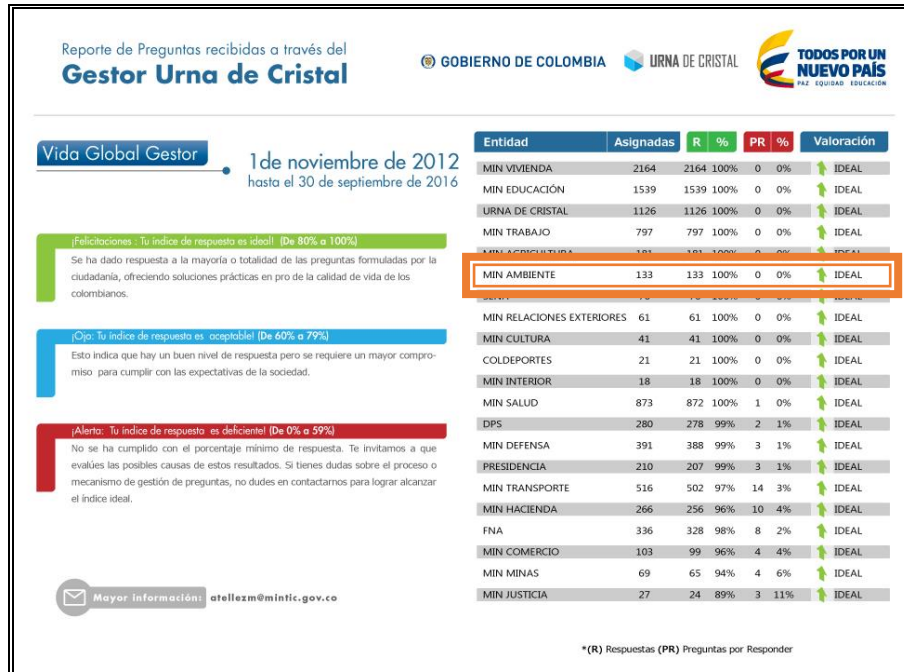 Reporte de Preguntas recibidas a través del
Gestor Urna de Cristal
GOBIERNO DE COLOMBIA
URNA DE CRISTAL
TODOS POR UN
NUEVO PAÍS
PAZ EQUIDAD EDUCACIÓN
Vida Global Gestor
1de noviembre de 2012
hasta el 30 de septiembre de 2016
¡Felicitaciones : Tu índice de respuesta es ideal! (De 80% a 100%)
Se ha dado respuesta a la mayoría o totalidad de las preguntas formuladas por la
ciudadanía, ofreciendo soluciones prácticas en pro de la calidad de vida de los
colombianos.
¡Ojo: Tu índice de respuesta es aceptable! (De 60% a 79%)
Esto indica que hay un buen nivel de respuesta pero se requiere un mayor compro-
miso para cumplir con las expectativas de la sociedad.
¡Alerta: Tu índice de respuesta es deficiente! (De 0% a 59%)
No se ha cumplido con el porcentaje mínimo de respuesta. Te invitamos a que
evalúes las posibles causas de estos resultados. Si tienes dudas sobre el proceso o
mecanismo de gestión de preguntas, no dudes en contactarnos para lograr alcanzar
el índice ideal.
Mayor información: atellezm@mintic.gov.co
Entidad Asignadas R % PR % Valoración
MIN VIVIENDA 2164 2164 100% 0 0% IDEAL
MIN EDUCACIÓN 1539 1539 100% 0 0% IDEAL
URNA DE CRISTAL 1126 1126 100% 0 0% IDEAL
MIN TRABAJO 797 797 100% 0 0% IDEAL
MIN AGRICULTURA 181 181 100% 0 0% IDEAL
MIN AMBIENTE 133 133 100% 0 0% IDEAL
SENA 100% 0 0% IDEAL
MIN RELACIONES EXTERIORES 61 61 100% 0 0% IDEAL
MIN CULTURA 41 41 100% 0 0% IDEAL
COLDEPORTES 21 21 100% 0 0% IDEAL
MIN INTERIOR 18 18 100% 0 0% IDEAL
MIN SALUD 873 872 100% 1 0% IDEAL
DPS 280 278 99% 2 1% IDEAL
MIN DEFENSA 391 388 99% 3 1% IDEAL
PRESIDENCIA 210 207 99% 3 1% IDEAL
MIN TRANSPORTE 516 502 97% 14 3% IDEAL
MIN HACIENDA 266 256 96% 10 4% IDEAL
FNA 336 328 98% 8 2% IDEAL
MIN COMERCIO 103 99 96% 4 4% IDEAL
MIN MINAS 69 65 94% 4 6% IDEAL
MIN JUSTICIA 27 24 89% 3 11% IDEAL
*(R) Respuestas (PR) Preguntas por Responder